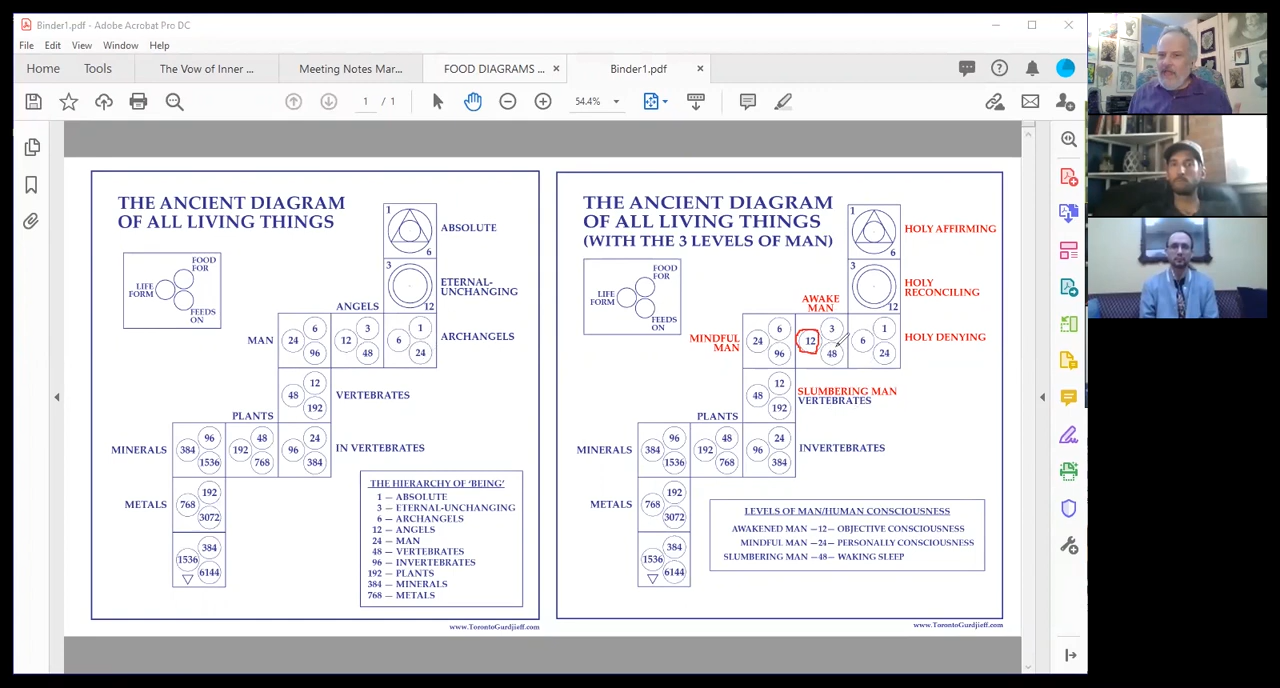 Binder1.pdf - Adobe Acrobat Pro DC
File Edit View Window Help
Home Tools The Vow of Inner ... Meeting Notes Mar... FOOD DIAGRAMS ... × Binder1.pdf ×
1 / 1 54.4%
THE ANCIENT DIAGRAM
OF ALL LIVING THINGS
1
6
ABSOLUTE
FOOD
FOR
LIFE
FORM
FEEDS
ON
3
12
ETERNAL-
UNCHANGING
ANGELS
MAN
24 6 96
12 3 48
6 1 24
ARCHANGELS
48 12 192
VERTEBRATES
PLANTS
MINERALS
384 96 1536
192 48 768
96 24 384
IN VERTEBRATES
METALS
768 192 3072
1536 384 6144
THE HIERARCHY OF 'BEING'
1 — ABSOLUTE
3 — ETERNAL-UNCHANGING
6 — ARCHANGELS
12 — ANGELS
24 — MAN
48 — VERTEBRATES
96 — INVERTEBRATES
192 — PLANTS
384 — MINERALS
768 — METALS
www.TorontoGurdjieff.com
THE ANCIENT DIAGRAM
OF ALL LIVING THINGS
(WITH THE 3 LEVELS OF MAN)
1
6
HOLY AFFIRMING
FOOD
FOR
LIFE
FORM
FEEDS
ON
3
12
HOLY
RECONCILING
AWAKE
MAN
MINDFUL
MAN
24 6 96
12 3 48
6 1 24
HOLY DENYING
48 12 192
SLUMBERING MAN
VERTEBRATES
PLANTS
MINERALS
384 96 1536
192 48 768
96 24 384
INVERTEBRATES
METALS
768 192 3072
1536 384 6144
LEVELS OF MAN/HUMAN CONSCIOUSNESS
AWAKENED MAN —12— OBJECTIVE CONSCIOUSNESS
MINDFUL MAN —24— PERSONALLY CONSCIOUSNESS
SLUMBERING MAN —48— WAKING SLEEP
www.TorontoGurdjieff.com